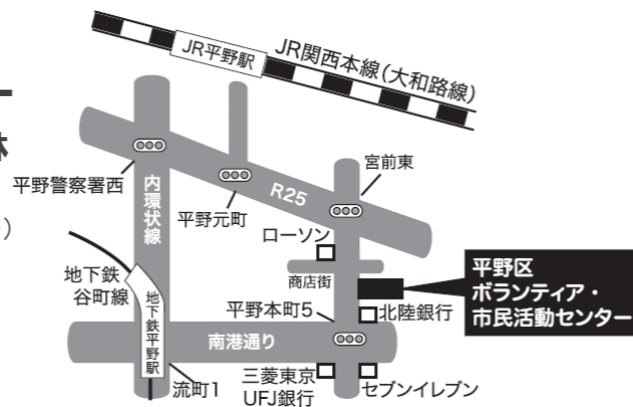 JR平野駅
JR関西本線(大和路線)
宮前東
平野警察署西
内環状線
平野元町
R25
ローソン
商店街
平野区
ボランティア・
市民活動センター
地下鉄
谷町線
地下鉄平野駅
平野本町5
北陸銀行
南港通り
流町1
三菱東京
UFJ銀行
セブンイレブン